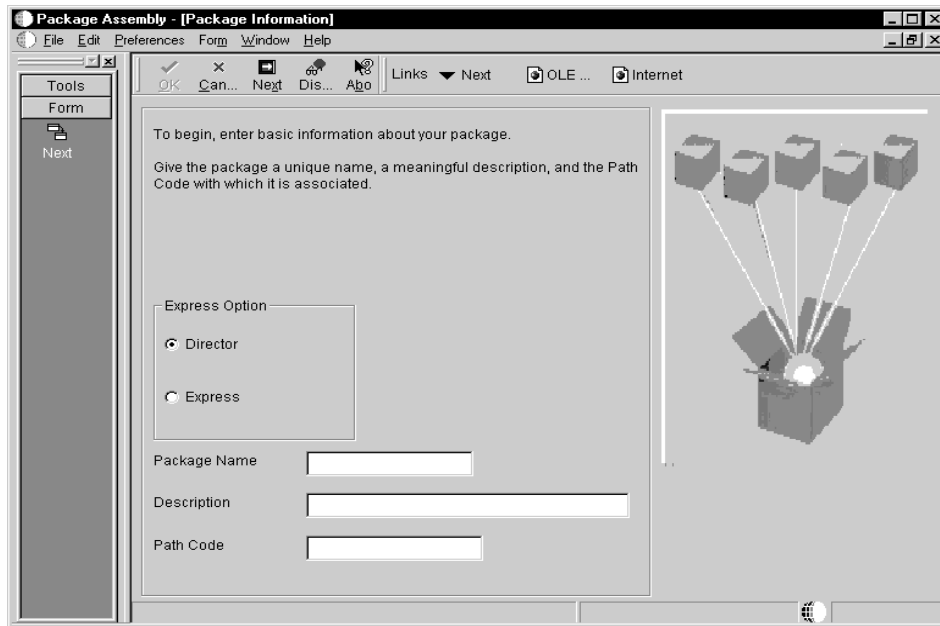 Package Assembly - [Package Information]
File Edit Preferences Form Window Help
Tools
Form
Next
OK Can... Next Dis... Abo Links Next OLE ... Internet
To begin, enter basic information about your package.
Give the package a unique name, a meaningful description, and the Path
Code with which it is associated.
Express Option
Director
Express
Package Name
Description
Path Code